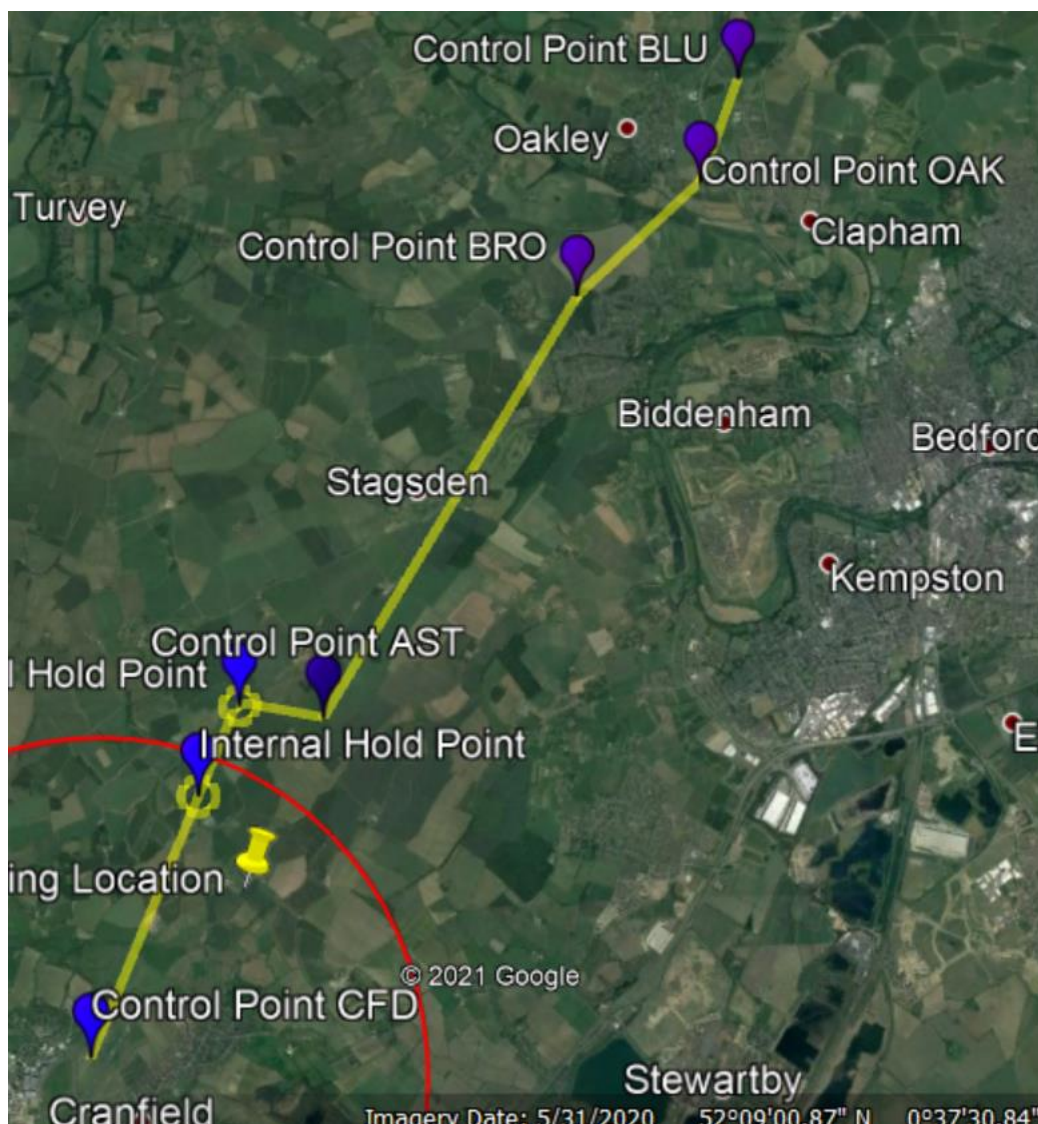 Control Point BLU
Oakley
Control Point OAK
Turvey
Clapham
Control Point BRO
Biddenham
Bedford
Stagsden
Kempston
Control Point AST
l Hold Point
Internal Hold Point
E
ing Location
© 2021 Google
Control Point CFD
Stewartby
Cranfield
Imagery Date: 5/31/2020 52°09'00.87" N 0°37'30.84"